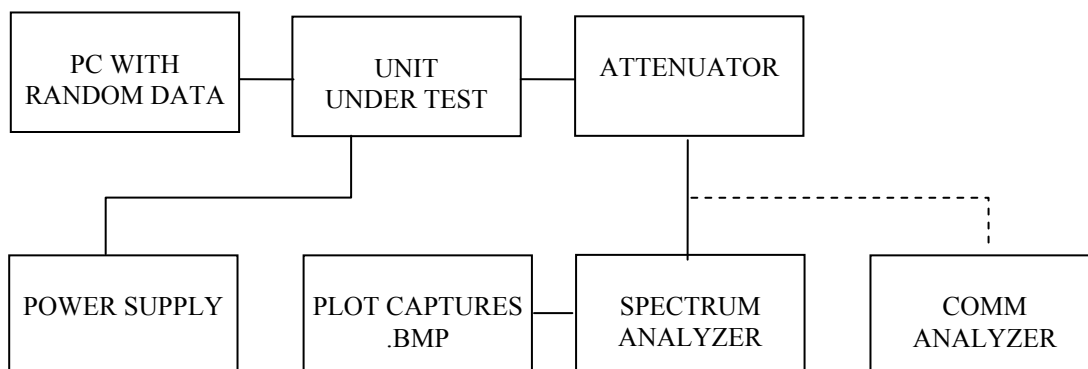 PC WITH
RANDOM DATA
UNIT
UNDER TEST
ATTENUATOR
POWER SUPPLY
PLOT CAPTURES
.BMP
SPECTRUM
ANALYZER
COMM
ANALYZER